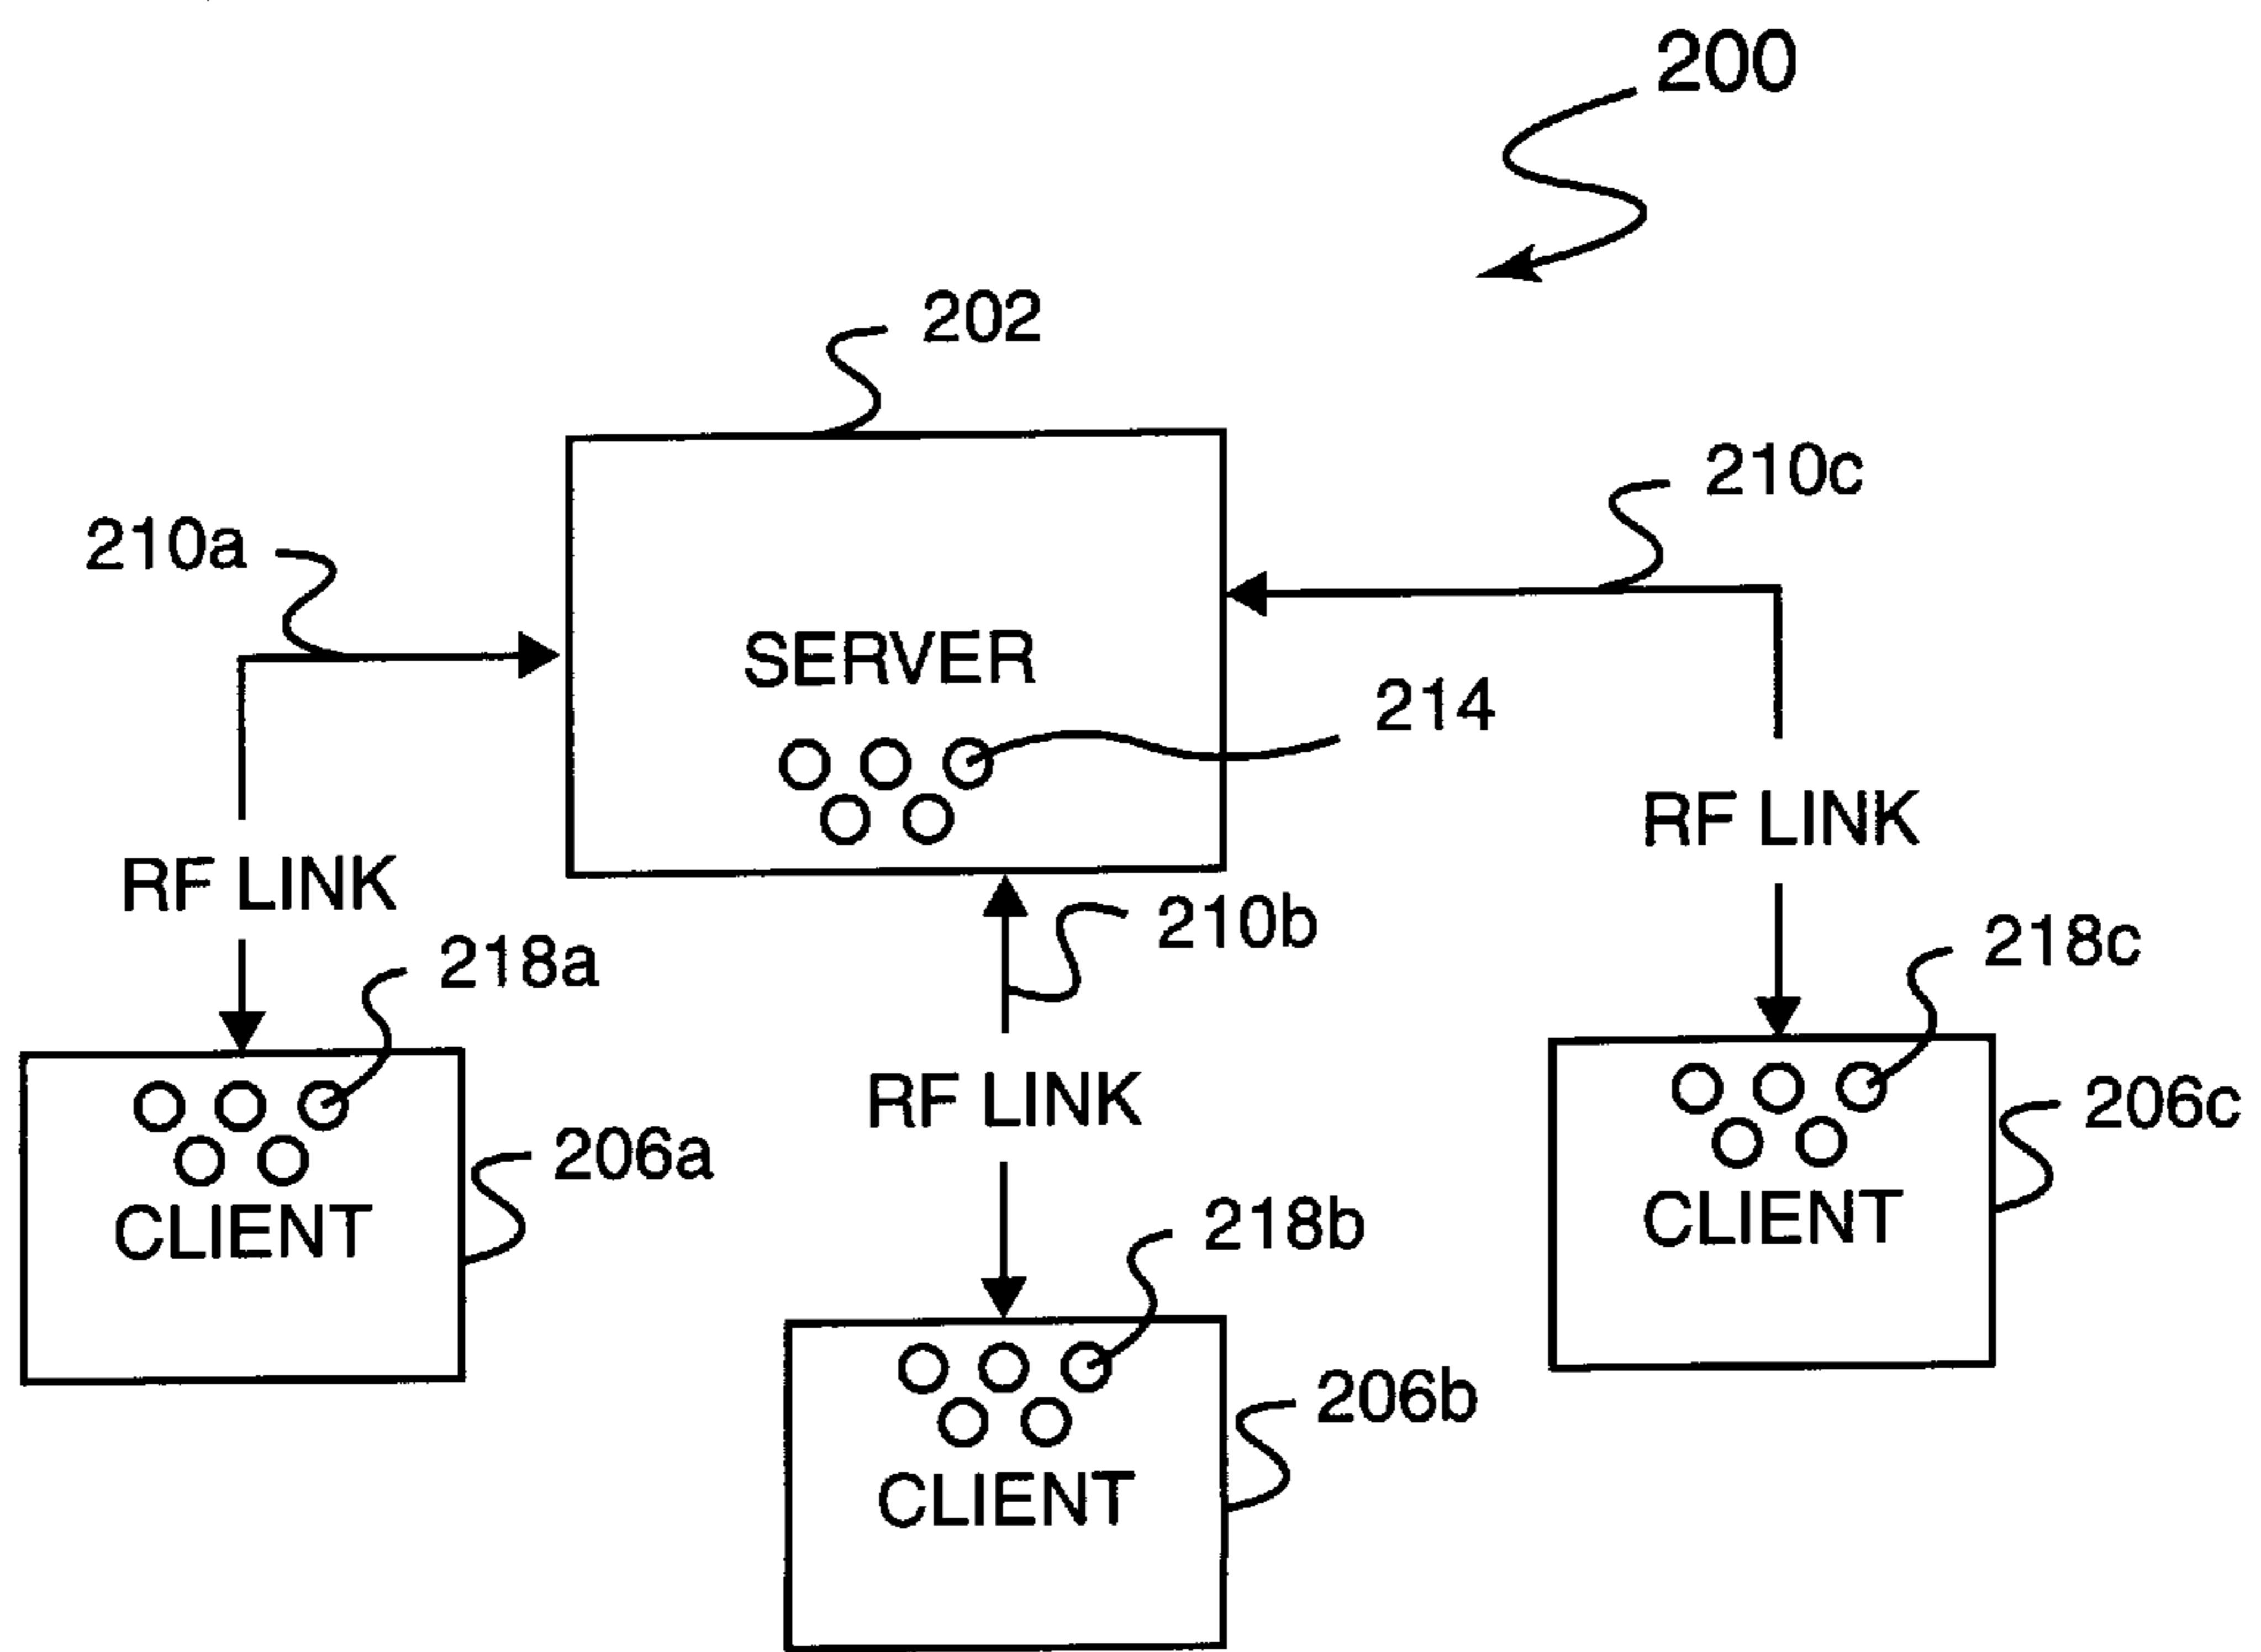 200
202
210c
210a
SERVER
214
RF LINK
RF LINK
210b
218c
218a
RF LINK
206c
206a
CLIENT
CLIENT
218b
206b
CLIENT